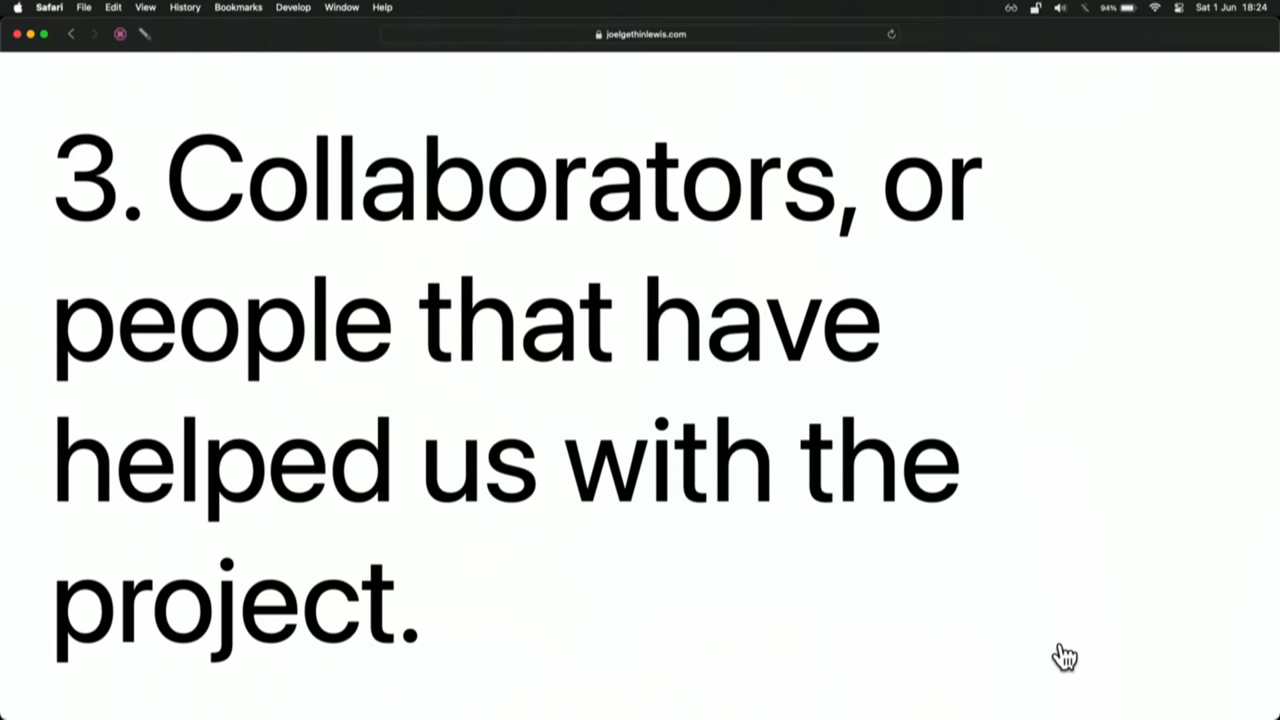 Safari File Edit View History Bookmarks Develop Window Help 94% Sat 1 Jun 18:24
joelgethinlewis.com
3. Collaborators, or
people that have
helped us with the
project.